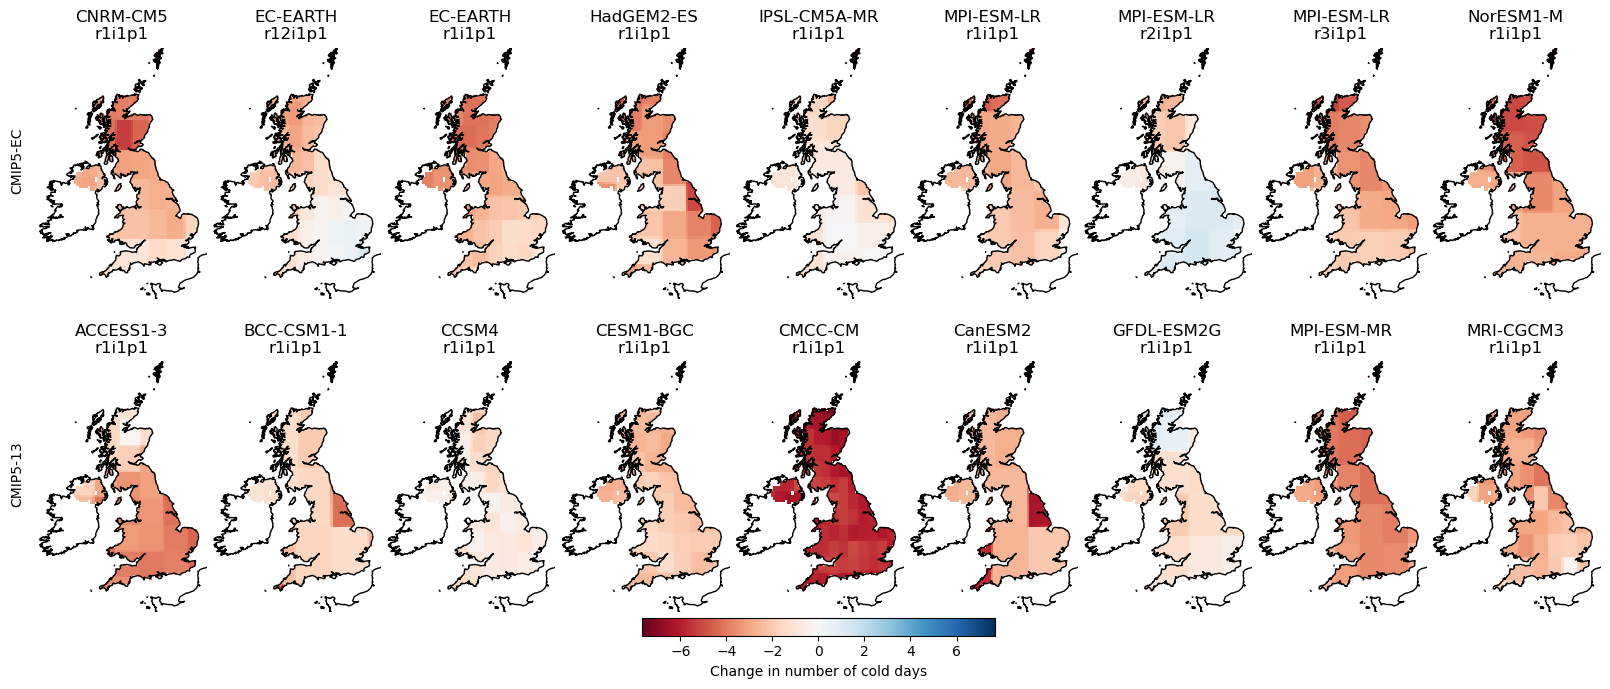 CNRM-CM5
r1i1p1
EC-EARTH
r12i1p1
EC-EARTH
r1i1p1
HadGEM2-ES
r1i1p1
IPSL-CM5A-MR
r1i1p1
MPI-ESM-LR
r1i1p1
MPI-ESM-LR
r2i1p1
MPI-ESM-LR
r3i1p1
NorESM1-M
r1i1p1
CMIP5-EC
ACCESS1-3
r1i1p1
BCC-CSM1-1
r1i1p1
CCSM4
r1i1p1
CESM1-BGC
r1i1p1
CMCC-CM
r1i1p1
CanESM2
r1i1p1
GFDL-ESM2G
r1i1p1
MPI-ESM-MR
r1i1p1
MRI-CGCM3
r1i1p1
CMIP5-13
−6 −4 −2 0 2 4 6
Change in number of cold days